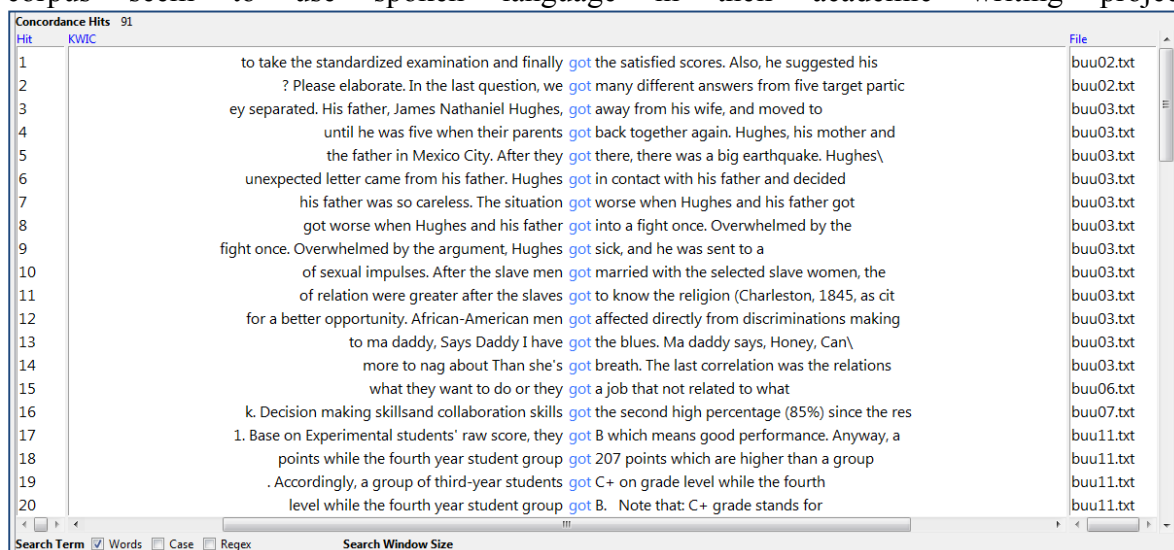 corpus seem to use spoken language in their academic writing
Concordance Hits 91
Hit KWIC File
1 to take the standardized examination and finally got the satisfied scores. Also, he suggested his buu02.txt
2 ? Please elaborate. In the last question, we got many different answers from five target partic buu02.txt
3 ey separated. His father, James Nathaniel Hughes, got away from his wife, and moved to buu03.txt
4 until he was five when their parents got back together again. Hughes, his mother and buu03.txt
5 the father in Mexico City. After they got there, there was a big earthquake. Hughes\ buu03.txt
6 unexpected letter came from his father. Hughes got in contact with his father and decided buu03.txt
7 his father was so careless. The situation got worse when Hughes and his father got buu03.txt
8 got worse when Hughes and his father got into a fight once. Overwhelmed by the buu03.txt
9 fight once. Overwhelmed by the argument, Hughes got sick, and he was sent to a buu03.txt
10 of sexual impulses. After the slave men got married with the selected slave women, the buu03.txt
11 of relation were greater after the slaves got to know the religion (Charleston, 1845, as cit buu03.txt
12 for a better opportunity. African-American men got affected directly from discriminations making buu03.txt
13 to ma daddy, Says Daddy I have got the blues. Ma daddy says, Honey, Can\ buu03.txt
14 more to nag about Than she's got breath. The last correlation was the relations buu03.txt
15 what they want to do or they got a job that not related to what buu06.txt
16 k. Decision making skillsand collaboration skills got the second high percentage (85%) since the res buu07.txt
17 1. Base on Experimental students' raw score, they got B which means good performance. Anyway, a buu11.txt
18 points while the fourth year student group got 207 points which are higher than a group buu11.txt
19 . Accordingly, a group of third-year students got C+ on grade level while the fourth buu11.txt
20 level while the fourth year student group got B. Note that: C+ grade stands for buu11.txt
Search Term Words Case Regex Search Window Size